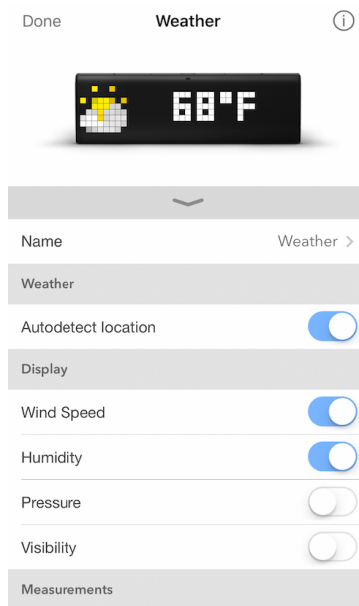 Done Weather
68°F
Name Weather
Weather
Autodetect location
Display
Wind Speed
Humidity
Pressure
Visibility
Measurements